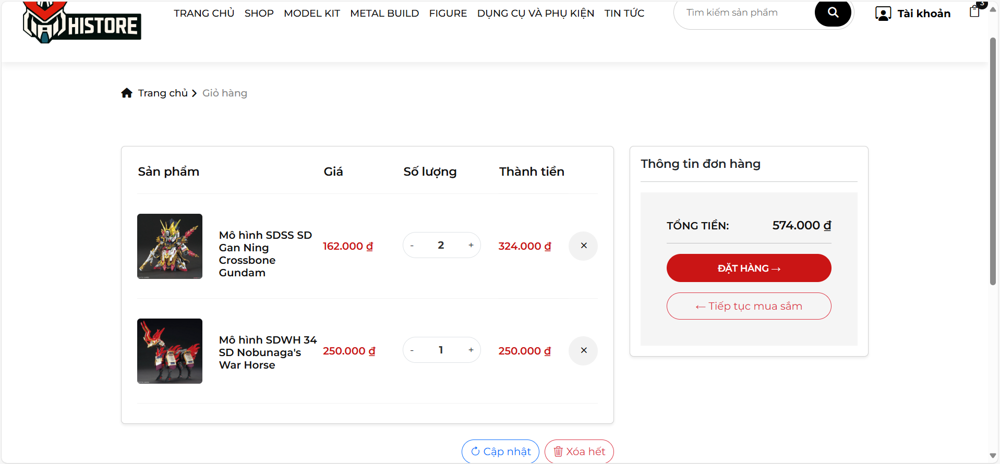 HISTORE
TRANG CHỦ SHOP MODEL KIT METAL BUILD FIGURE DỤNG CỤ VÀ PHỤ KIỆN TIN TỨC
Tìm kiếm sản phẩm
Tài khoản
3
Trang chủ > Giỏ hàng
Sản phẩm Giá Số lượng Thành tiền
Mô hình SDSS SD
Gan Ning
Crossbone
Gundam
162.000 ₫ - 2 + 324.000 ₫ ×
Mô hình SDWH 34
SD Nobunaga's
War Horse
250.000 ₫ - 1 + 250.000 ₫ ×
Cập nhật Xóa hết
Thông tin đơn hàng
TỔNG TIỀN: 574.000 ₫
ĐẶT HÀNG →
← Tiếp tục mua sắm